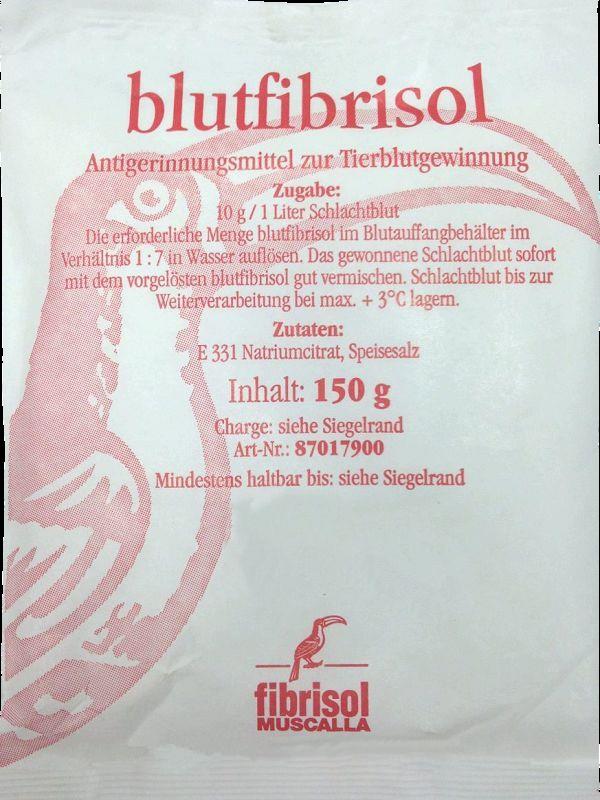 blutfibrisol
Antigerinnungsmittel zur Tierblutgewinnung
Zugabe:
10 g / 1 Liter Schlachtblut
Die erforderliche Menge blutfibrisol im Blutauffangbehälter im
Verhältnis 1 : 7 in Wasser auflösen. Das gewonnene Schlachtblut sofort
mit dem vorgelösten blutfibrisol gut vermischen. Schlachtblut bis zur
Weiterverarbeitung bei max. + 3°C lagern.
Zutaten:
E 331 Natriumcitrat, Speisesalz
Inhalt: 150 g
Charge: siehe Siegelrand
Art-Nr.: 87017900
Mindestens haltbar bis: siehe Siegelrand
fibrisol
MUSCALLA